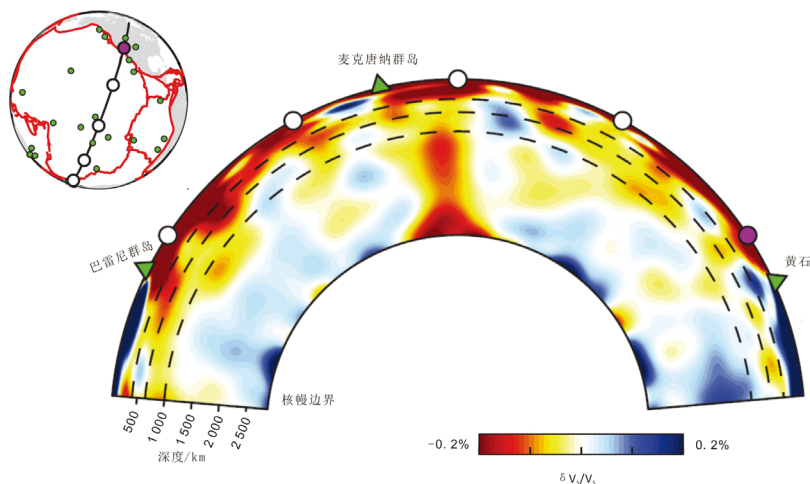 麦克唐纳群岛
巴雷尼群岛
黄石
核幔边界
500
1 000
1 500
2 000
2 500
深度/km
-0.2%
0.2%
δ Vs/Vs